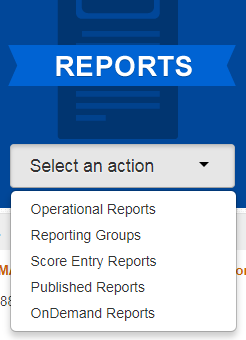 REPORTS
Select an action
Operational Reports
Reporting Groups
Score Entry Reports
Published Reports
OnDemand Reports